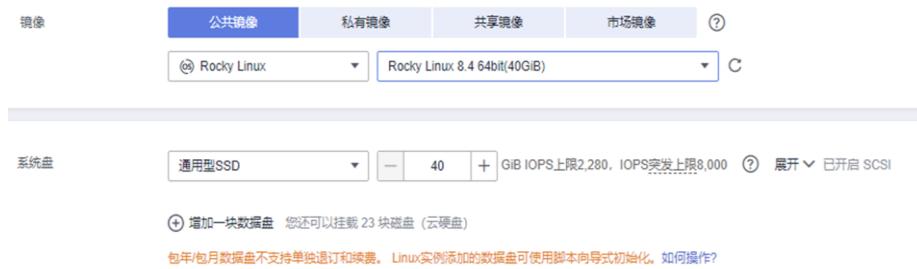 镜像 公共镜像 私有镜像 共享镜像 市场镜像 ?
Rocky Linux Rocky Linux 8.4 64bit(40GiB)
系统盘 通用型SSD − 40 + GiB IOPS上限2,280，IOPS突发上限8,000 ? 展开 已开启 SCSI
增加一块数据盘 您还可以挂载 23 块磁盘（云硬盘）
包年/包月数据盘不支持单独退订和续费。 Linux实例添加的数据盘可使用脚本向导式初始化。如何操作?